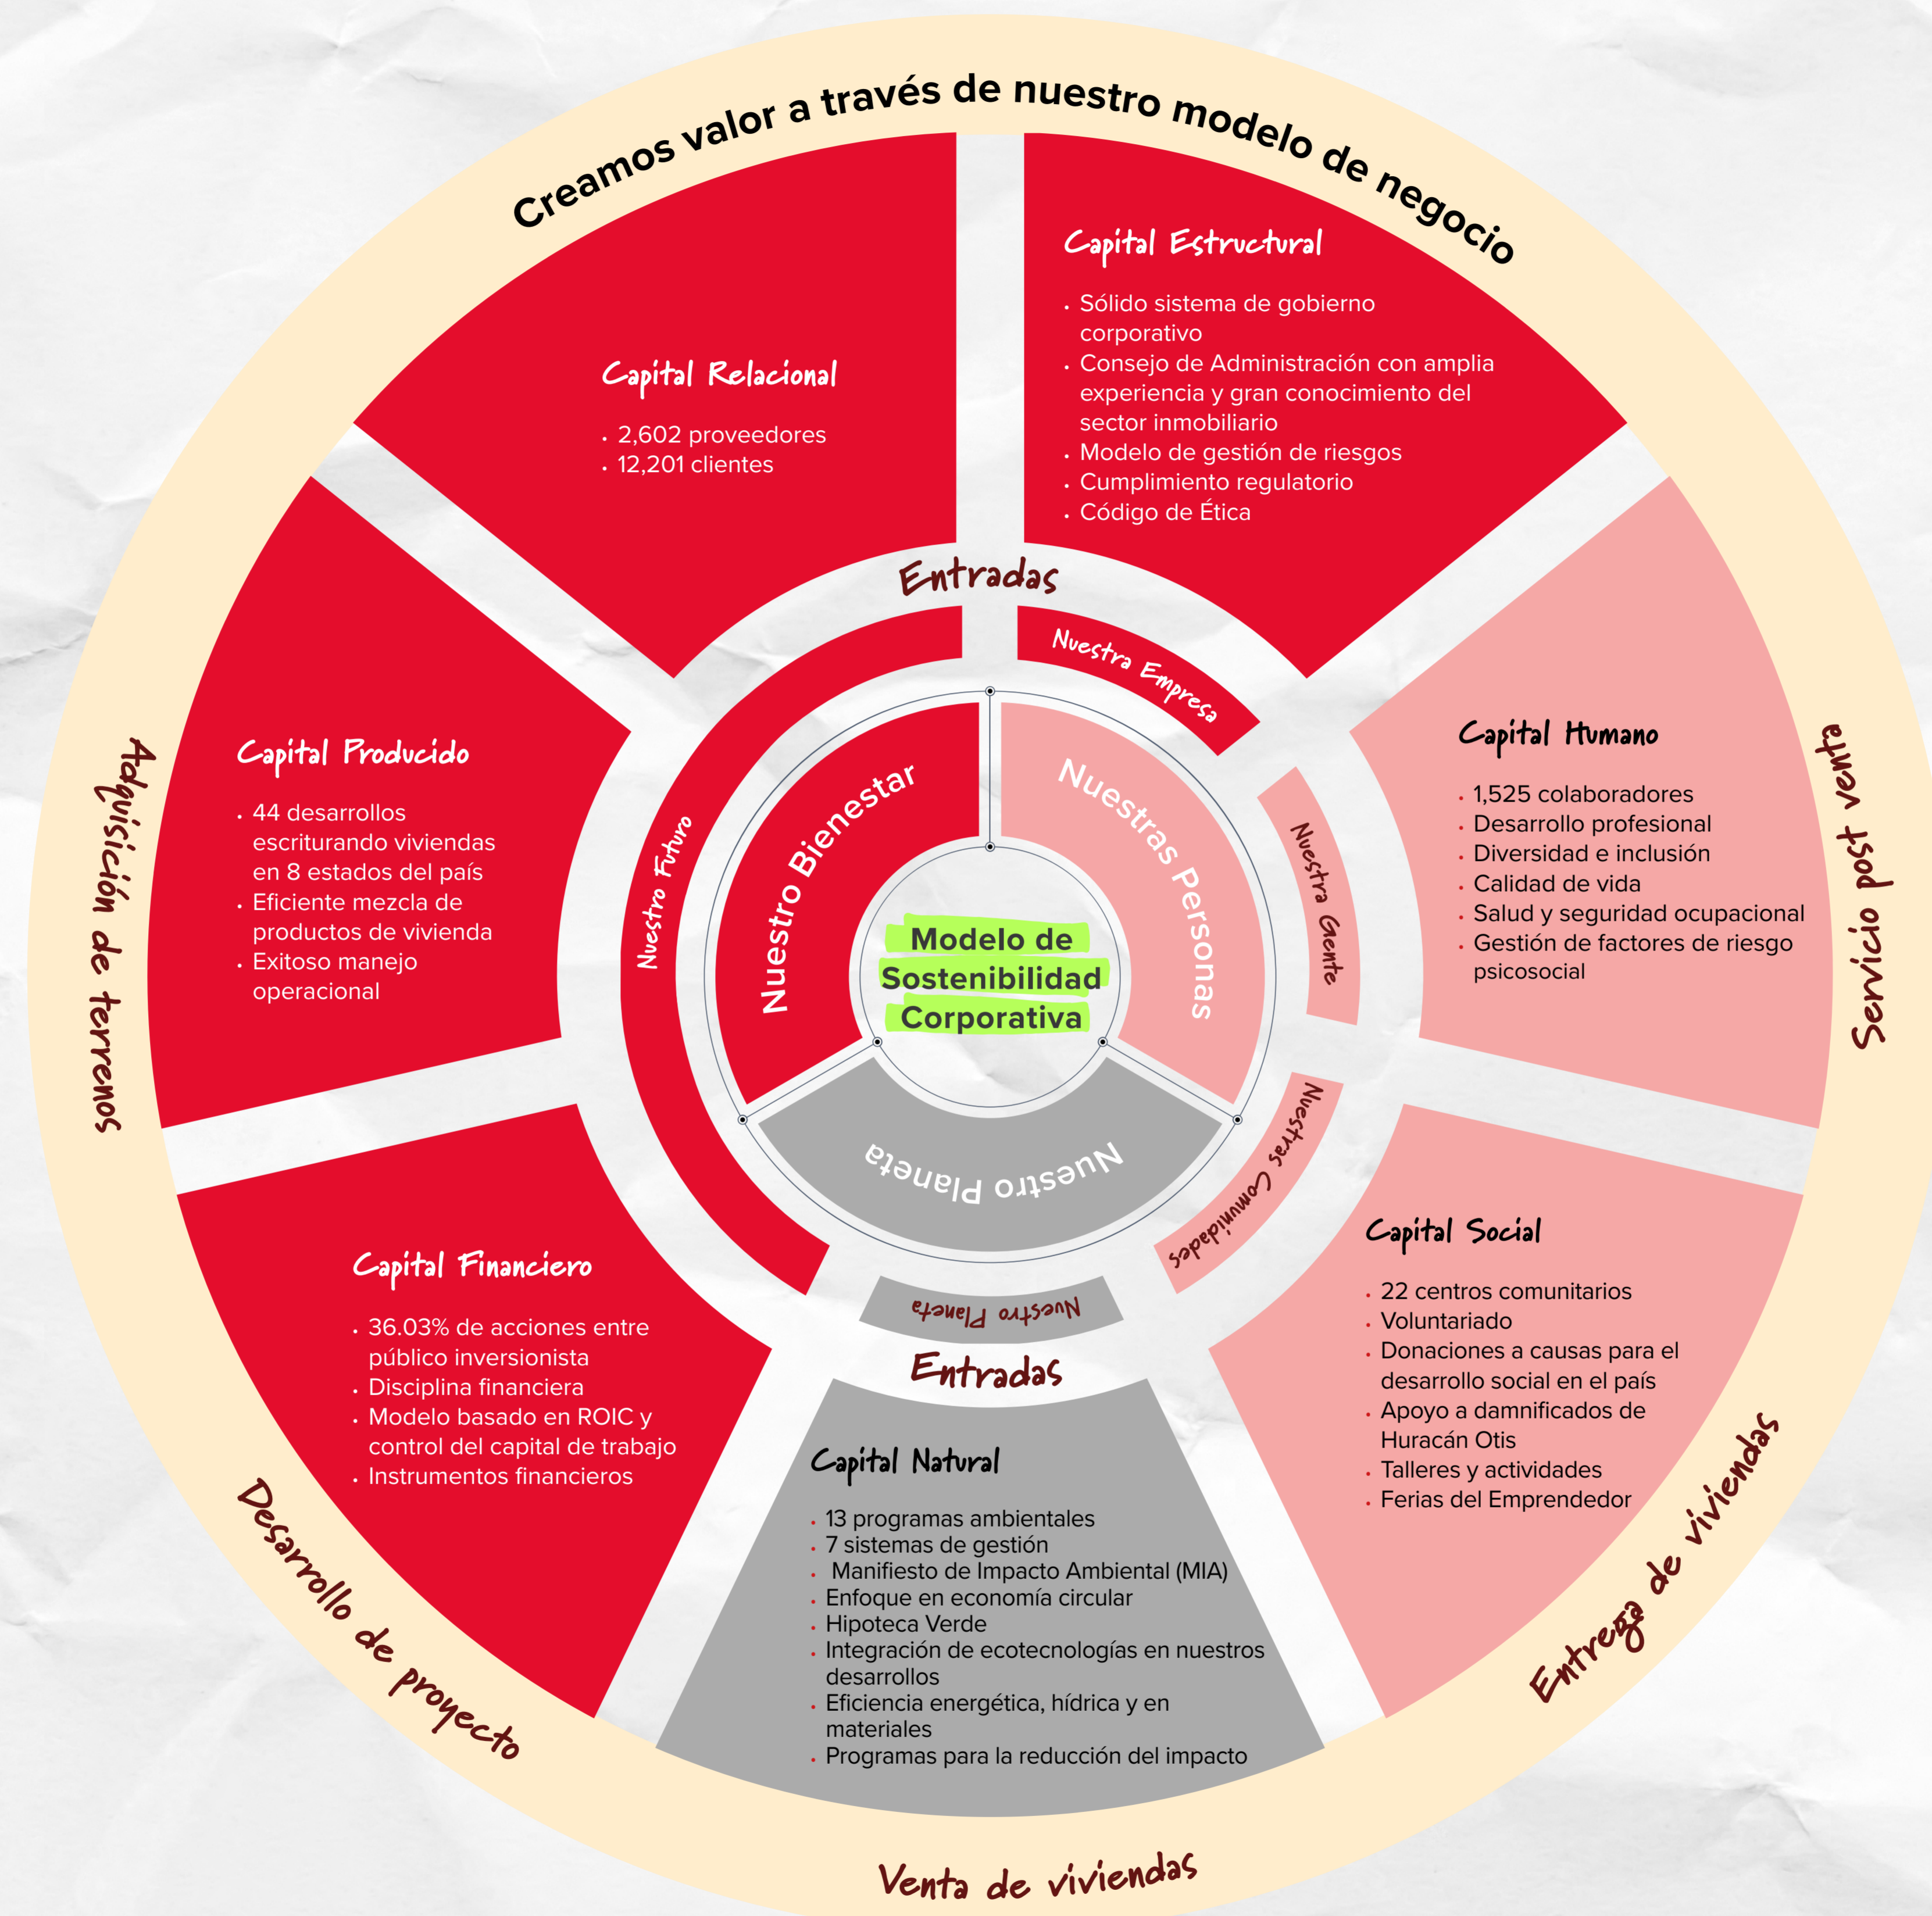 Creamos valor a través de nuestro modelo de negocio
Capital Relacional
• 2,602 proveedores
• 12,201 clientes
Capital Estructural
• Sólido sistema de gobierno
corporativo
• Consejo de Administración con amplia
experiencia y gran conocimiento del
sector inmobiliario
• Modelo de gestión de riesgos
• Cumplimiento regulatorio
• Código de Ética
Capital Humano
• 1,525 colaboradores
• Desarrollo profesional
• Diversidad e inclusión
• Calidad de vida
• Salud y seguridad ocupacional
• Gestión de factores de riesgo
psicosocial
Capital Social
• 22 centros comunitarios
• Voluntariado
• Donaciones a causas para el
desarrollo social en el país
• Apoyo a damnificados de
Huracán Otis
• Talleres y actividades
• Ferias del Emprendedor
Capital Natural
• 13 programas ambientales
• 7 sistemas de gestión
• Manifiesto de Impacto Ambiental (MIA)
• Enfoque en economía circular
• Hipoteca Verde
• Integración de ecotecnologías en nuestros
desarrollos
• Eficiencia energética, hídrica y en
materiales
• Programas para la reducción del impacto
Capital Financiero
• 36.03% de acciones entre
público inversionista
• Disciplina financiera
• Modelo basado en ROIC y
control del capital de trabajo
• Instrumentos financieros
Capital Producido
• 44 desarrollos
escriturando viviendas
en 8 estados del país
• Eficiente mezcla de
productos de vivienda
• Exitoso manejo
operacional
Entradas
Nuestra Empresa
Nuestra Gente
Nuestras Comunidades
Nuestro Planeta
Nuestro Futuro
Entradas
Nuestro Bienestar
Nuestras Personas
Nuestro Planeta
Modelo de
Sostenibilidad
Corporativa
Adquisición de terrenos
Desarrollo de proyecto
Venta de viviendas
Entrega de viviendas
Servicio post venta